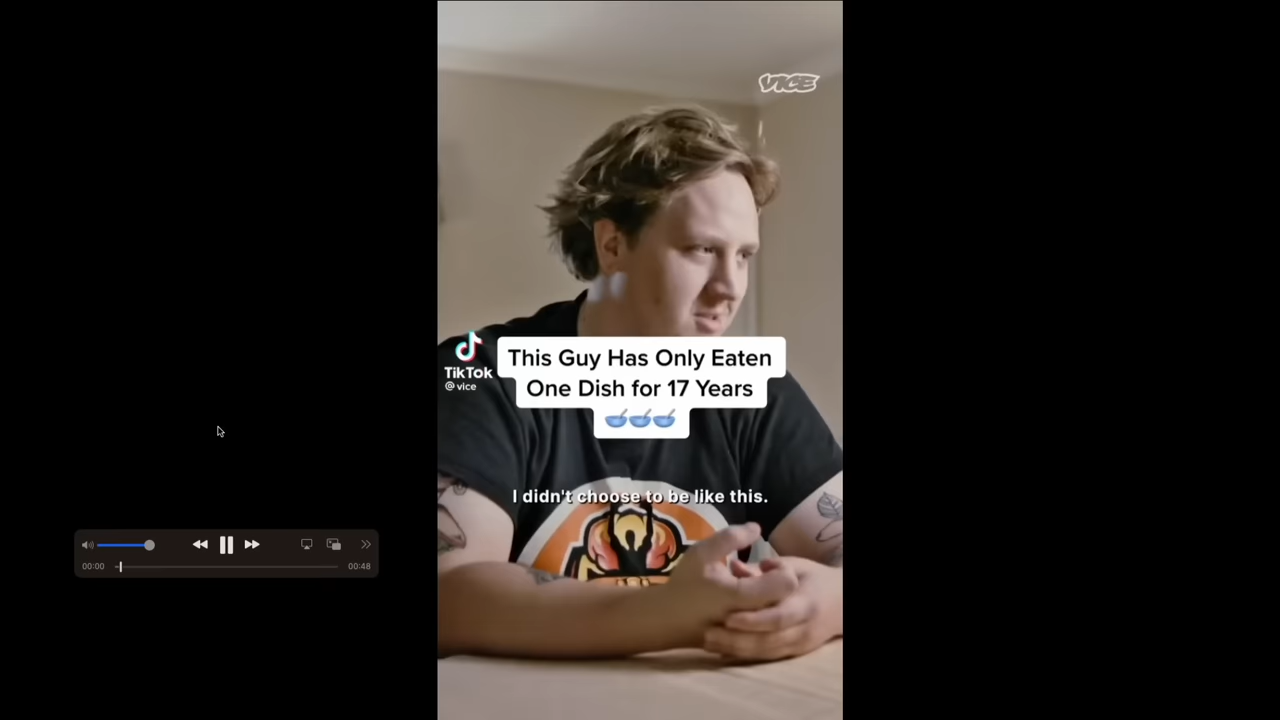 VICE
TikTok
@ vice
This Guy Has Only Eaten
One Dish for 17 Years
I didn't choose to be like this.
00:00
00:48